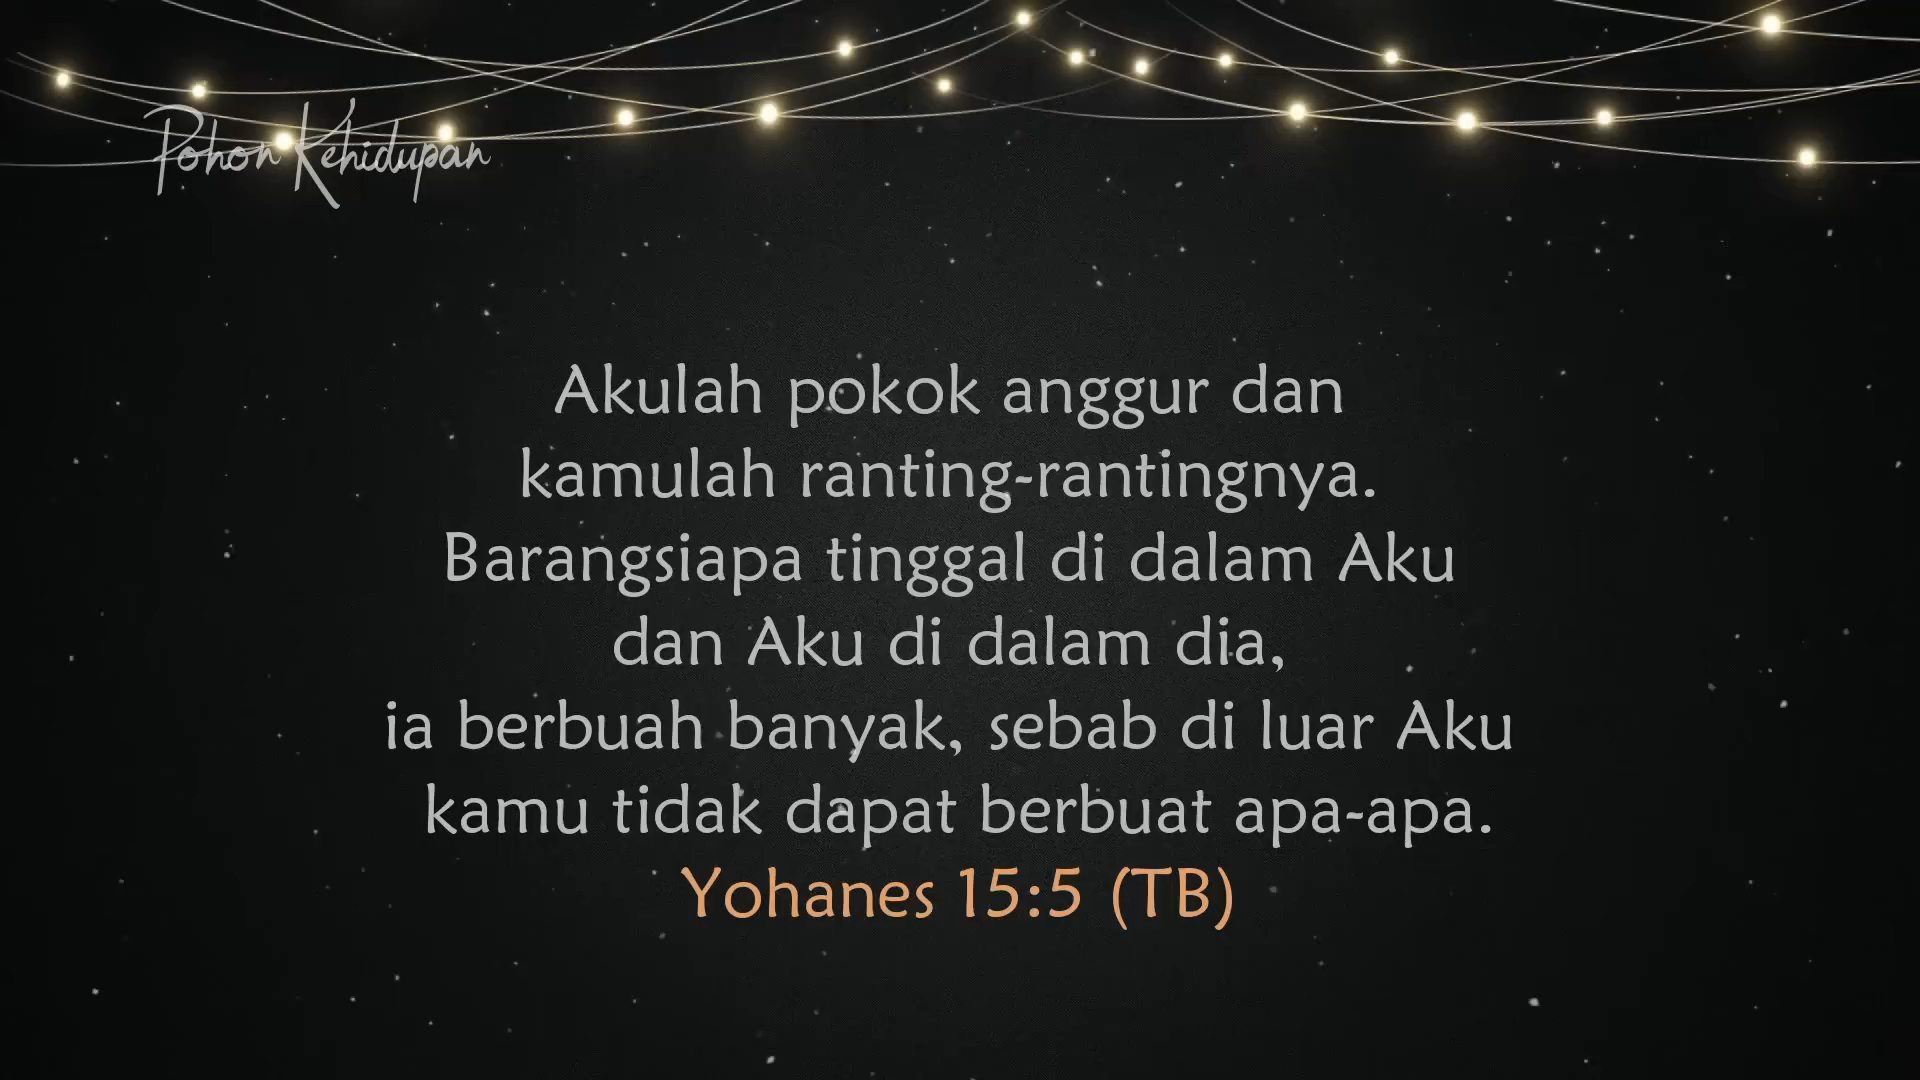 Pohon Kehidupan
Akulah pokok anggur dan
kamulah ranting-rantingnya.
Barangsiapa tinggal di dalam Aku
dan Aku di dalam dia,
ia berbuah banyak, sebab di luar Aku
kamu tidak dapat berbuat apa-apa.
Yohanes 15:5 (TB)